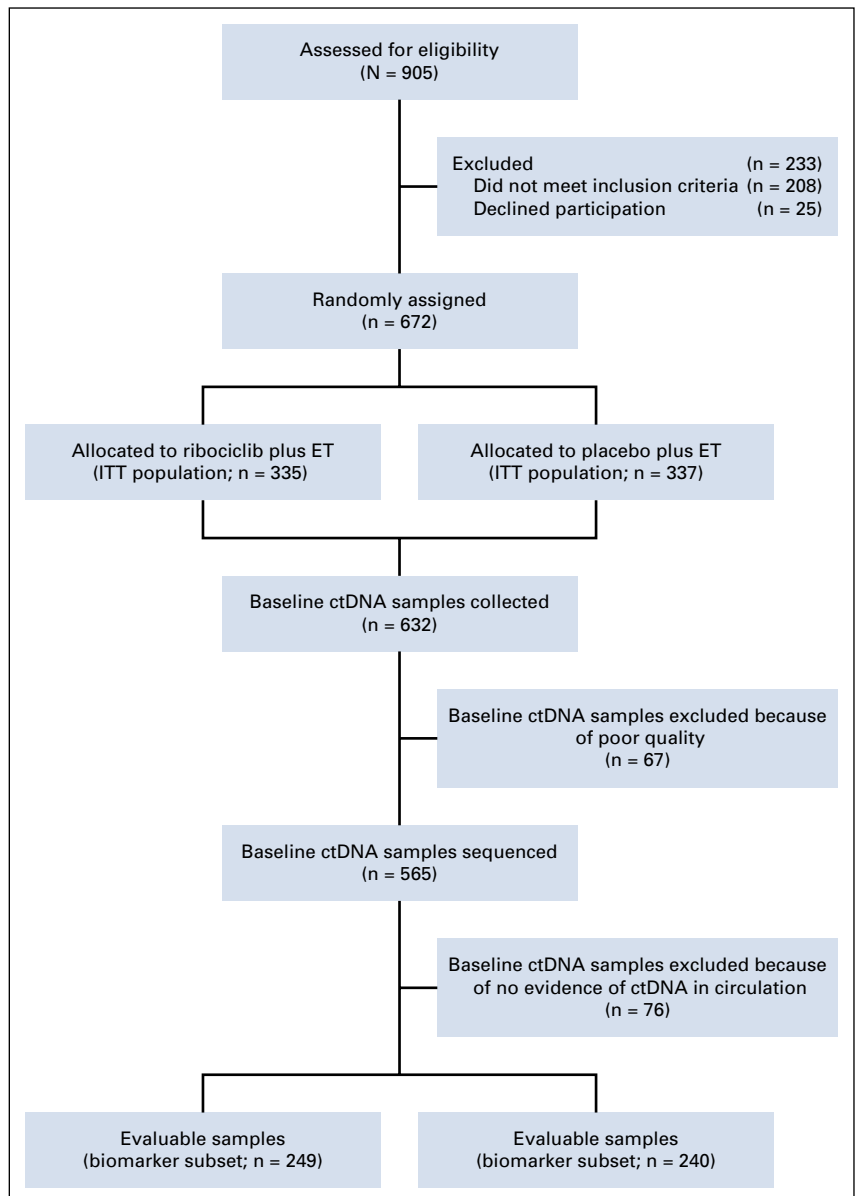 Assessed for eligibility
(N = 905)
Excluded (n = 233)
Did not meet inclusion criteria (n = 208)
Declined participation (n = 25)
Randomly assigned
(n = 672)
Allocated to ribociclib plus ET
(ITT population; n = 335)
Allocated to placebo plus ET
(ITT population; n = 337)
Baseline ctDNA samples collected
(n = 632)
Baseline ctDNA samples excluded because
of poor quality
(n = 67)
Baseline ctDNA samples sequenced
(n = 565)
Baseline ctDNA samples excluded because
of no evidence of ctDNA in circulation
(n = 76)
Evaluable samples
(biomarker subset; n = 249)
Evaluable samples
(biomarker subset; n = 240)